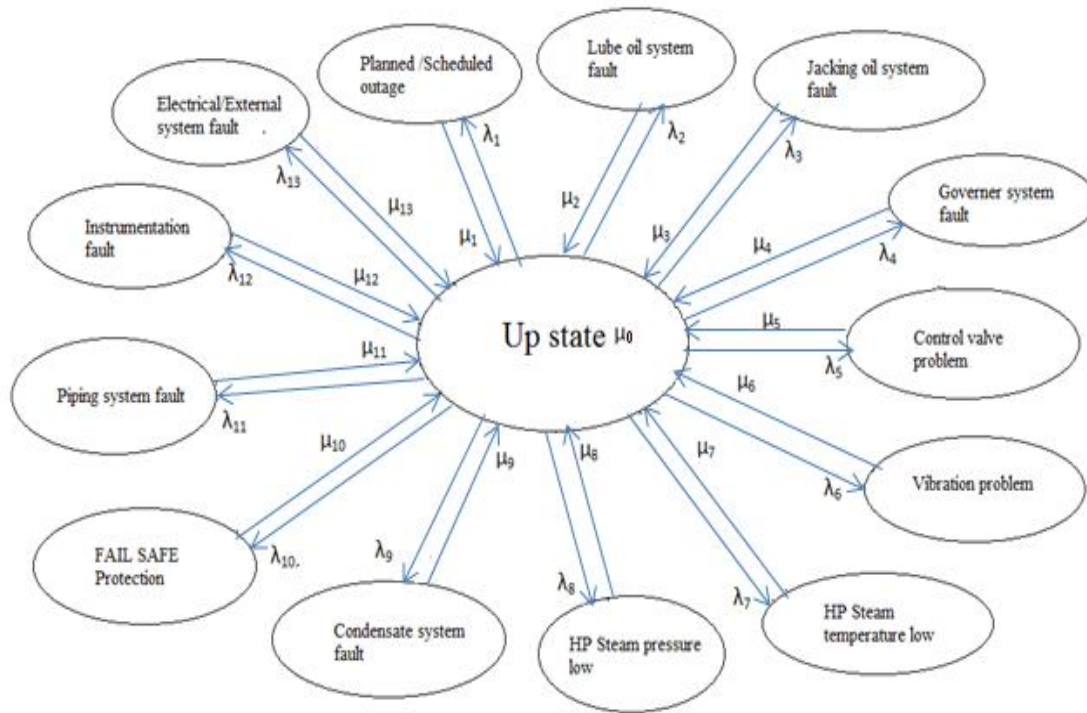 Planned /Scheduled
outage
λ1
μ1
Lube oil system
fault
λ2
μ2
Jacking oil system
fault
λ3
μ3
Governer system
fault
λ4
μ4
Control valve
problem
λ5
μ5
Vibration problem
λ6
μ6
HP Steam
temperature low
λ7
μ7
HP Steam pressure
low
λ8
μ8
Condensate system
fault
λ9
μ9
FAIL SAFE
Protection
λ10.
μ10
Piping system fault
λ11
μ11
Instrumentation
fault
λ12
μ12
Electrical/External
system fault .
λ13
μ13
Up state μ0